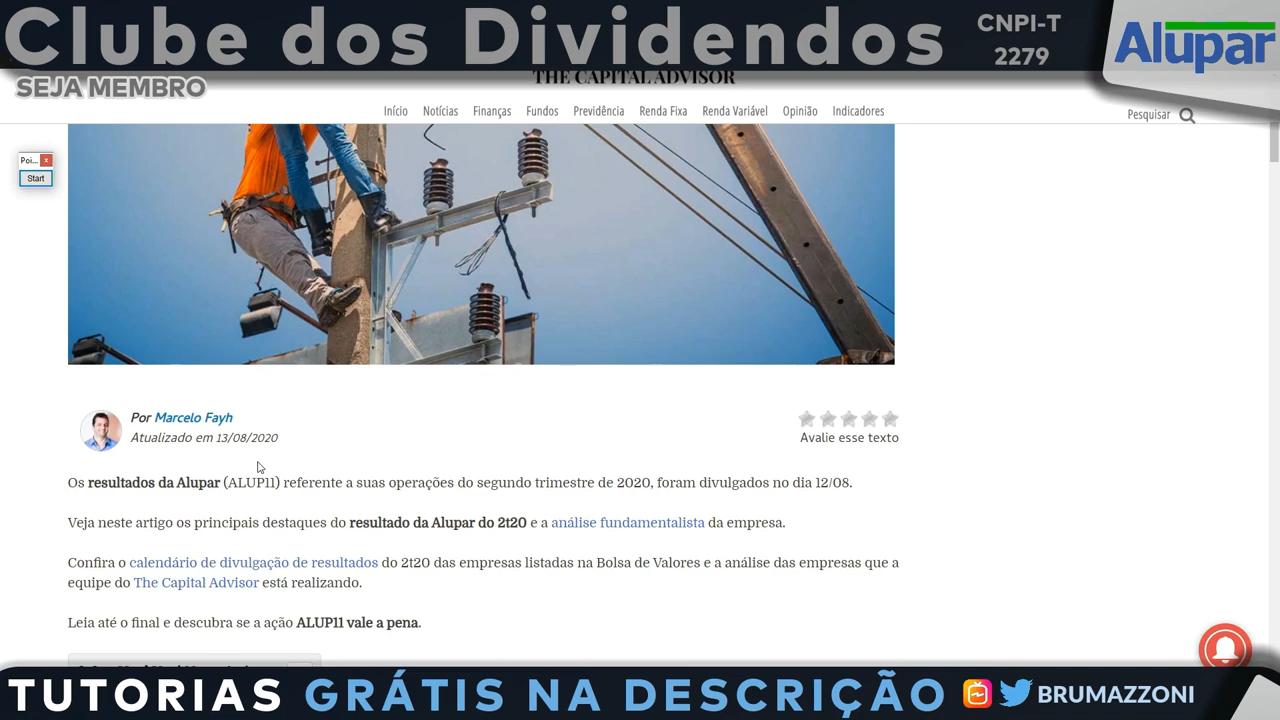 Clube dos Dividendos
CNPI-T
2279
Alupar
SEJA MEMBRO
THE CAPITAL ADVISOR
Início Notícias Finanças Fundos Previdência Renda Fixa Renda Variável Opinião Indicadores
Pesquisar
Poi... x
Start
Por Marcelo Fayh
Atualizado em 13/08/2020
Avalie esse texto
Os resultados da Alupar (ALUP11) referente a suas operações do segundo trimestre de 2020, foram divulgados no dia 12/08.
Veja neste artigo os principais destaques do resultado da Alupar do 2t20 e a análise fundamentalista da empresa.
Confira o calendário de divulgação de resultados do 2t20 das empresas listadas na Bolsa de Valores e a análise das empresas que a
equipe do The Capital Advisor está realizando.
Leia até o final e descubra se a ação ALUP11 vale a pena.
TUTORIAS GRÁTIS NA DESCRIÇÃO
BRUMAZZONI